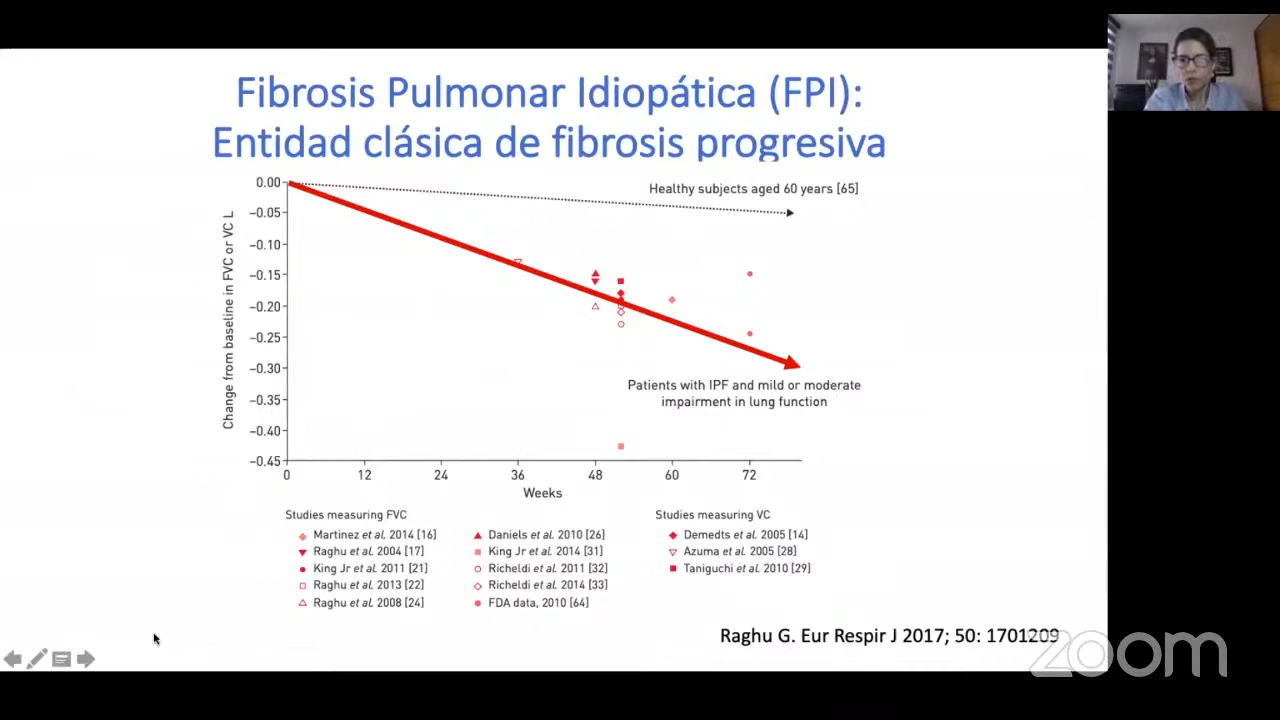 Fibrosis Pulmonar Idiopática (FPI):
Entidad clásica de fibrosis progresiva
Healthy subjects aged 60 years [65]
Change from baseline in FVC or VC L
0.00
–0.05
–0.10
–0.15
–0.20
–0.25
–0.30
–0.35
–0.40
–0.45
Patients with IPF and mild or moderate
impairment in lung function
0 12 24 36 48 60 72
Weeks
Studies measuring FVC
Martinez et al. 2014 [16]
Raghu et al. 2004 [17]
King Jr et al. 2011 [21]
Raghu et al. 2013 [22]
Raghu et al. 2008 [24]
Daniels et al. 2010 [26]
King Jr et al. 2014 [31]
Richeldi et al. 2011 [32]
Richeldi et al. 2014 [33]
FDA data, 2010 [64]
Studies measuring VC
Demedts et al. 2005 [14]
Azuma et al. 2005 [28]
Taniguchi et al. 2010 [29]
Raghu G. Eur Respir J 2017; 50: 1701209
zoom